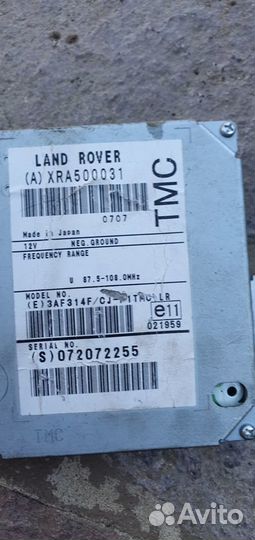 LAND ROVER
(A) XRA500031
0707
TMC
Made in Japan
12V NEG.GROUND
FREQUENCY RANGE
U 87.5-108.0MHz
MODEL NO.
(E)3AF314F/CJ- LR
e11
021959
SERIAL NO.
(S)072072255
TMC
Avito